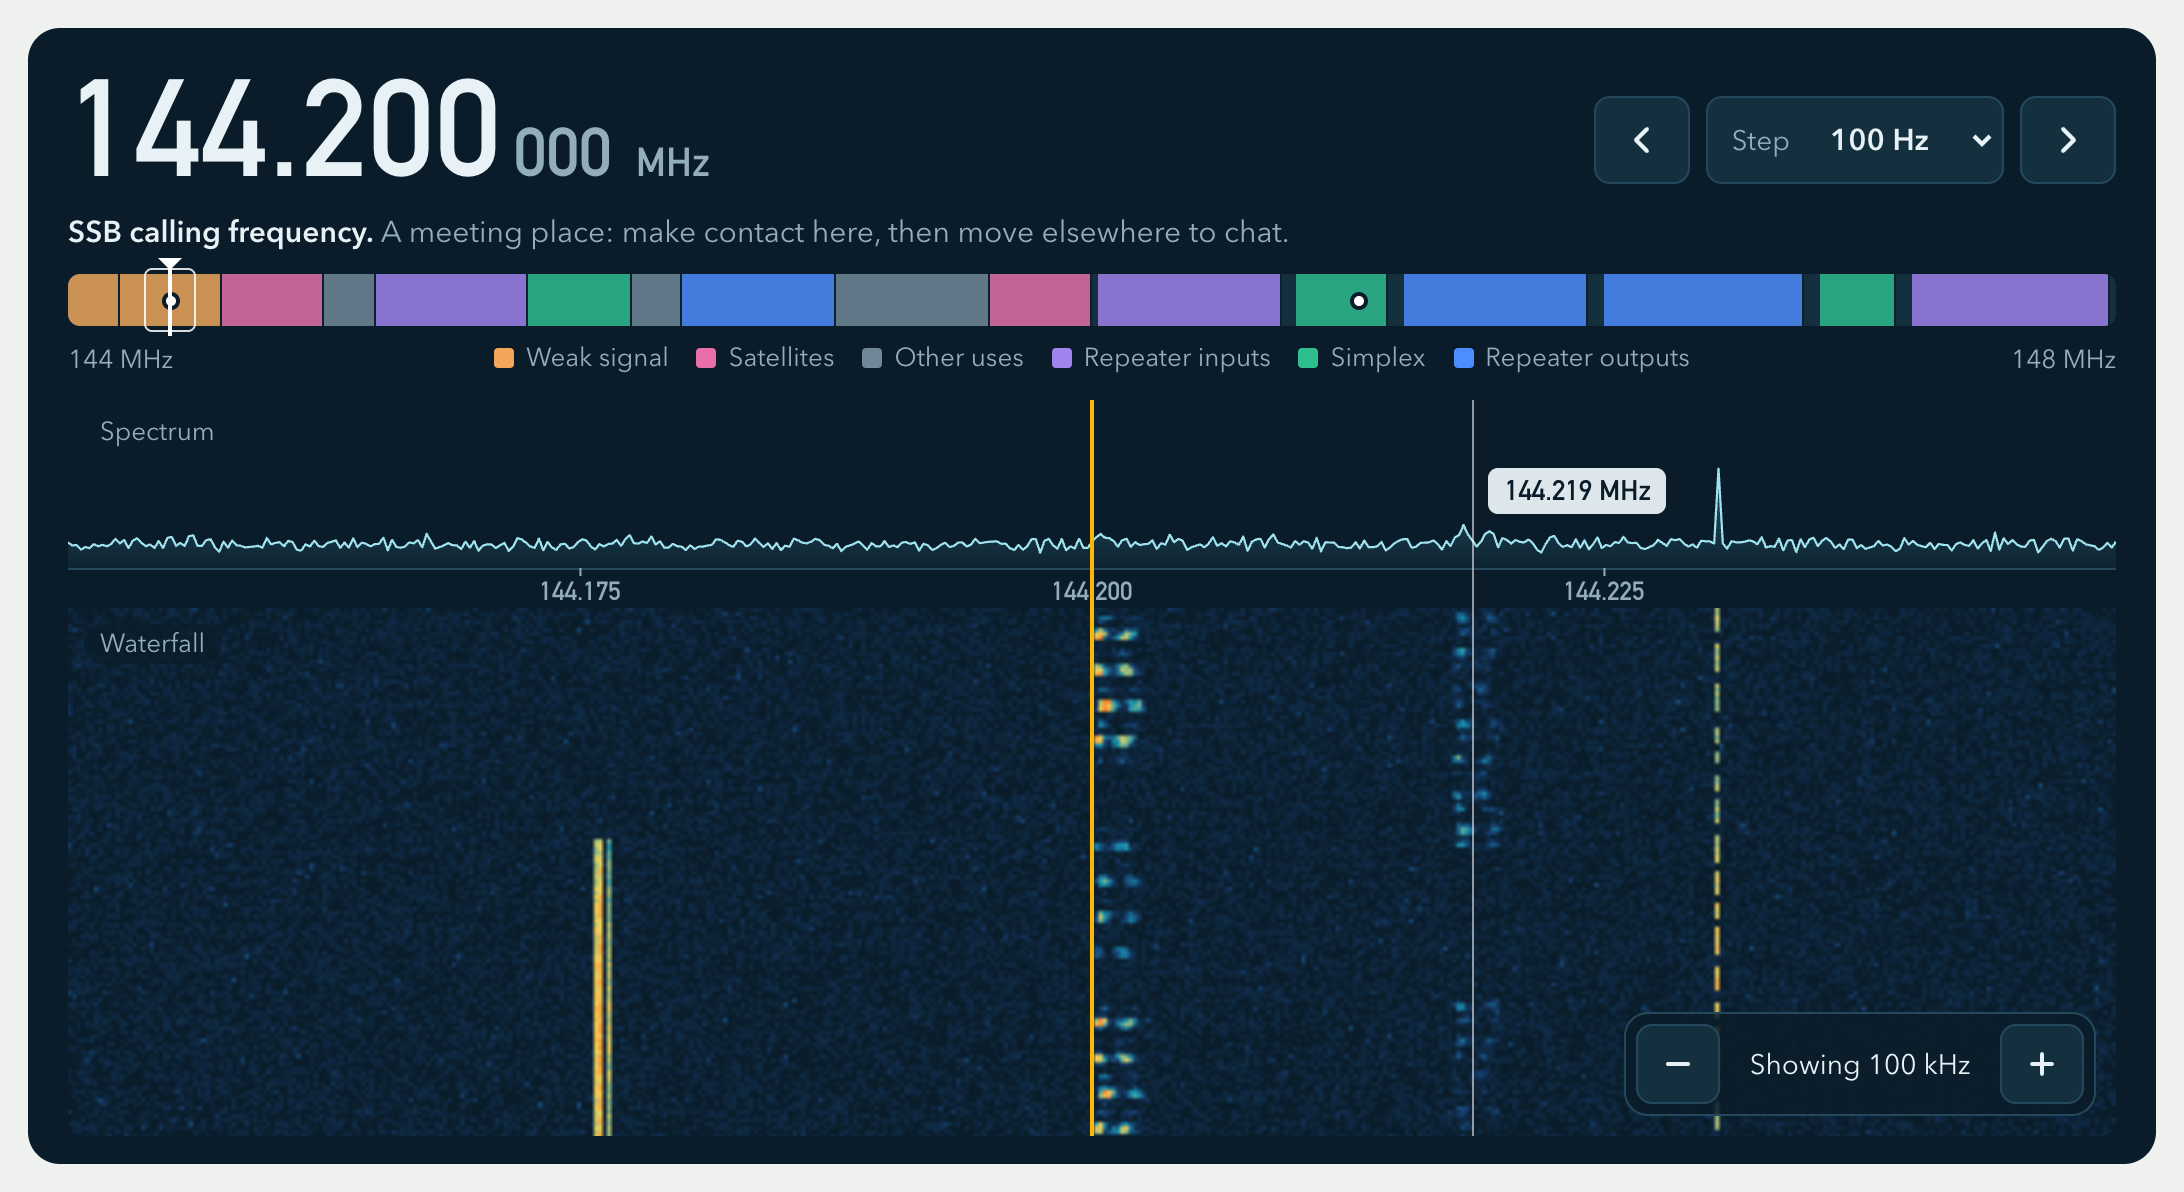 144.200 000 MHz
Step 100 Hz
SSB calling frequency. A meeting place: make contact here, then move elsewhere to chat.
144 MHz Weak signal Satellites Other uses Repeater inputs Simplex Repeater outputs 148 MHz
Spectrum
144.219 MHz
144.175 144.200 144.225
Waterfall
Showing 100 kHz